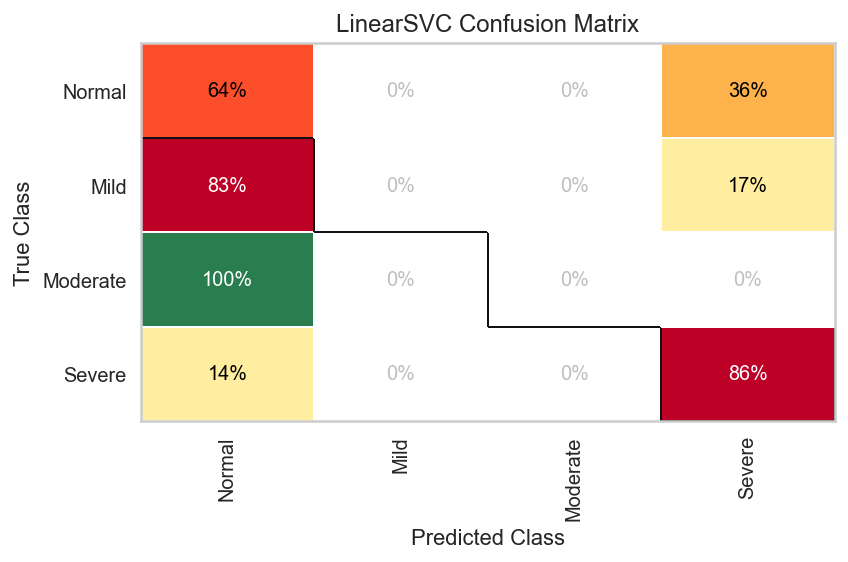 LinearSVC Confusion Matrix
True Class
Normal 64% 0% 0% 36%
Mild 83% 0% 0% 17%
Moderate 100% 0% 0% 0%
Severe 14% 0% 0% 86%
Normal Mild Moderate Severe
Predicted Class